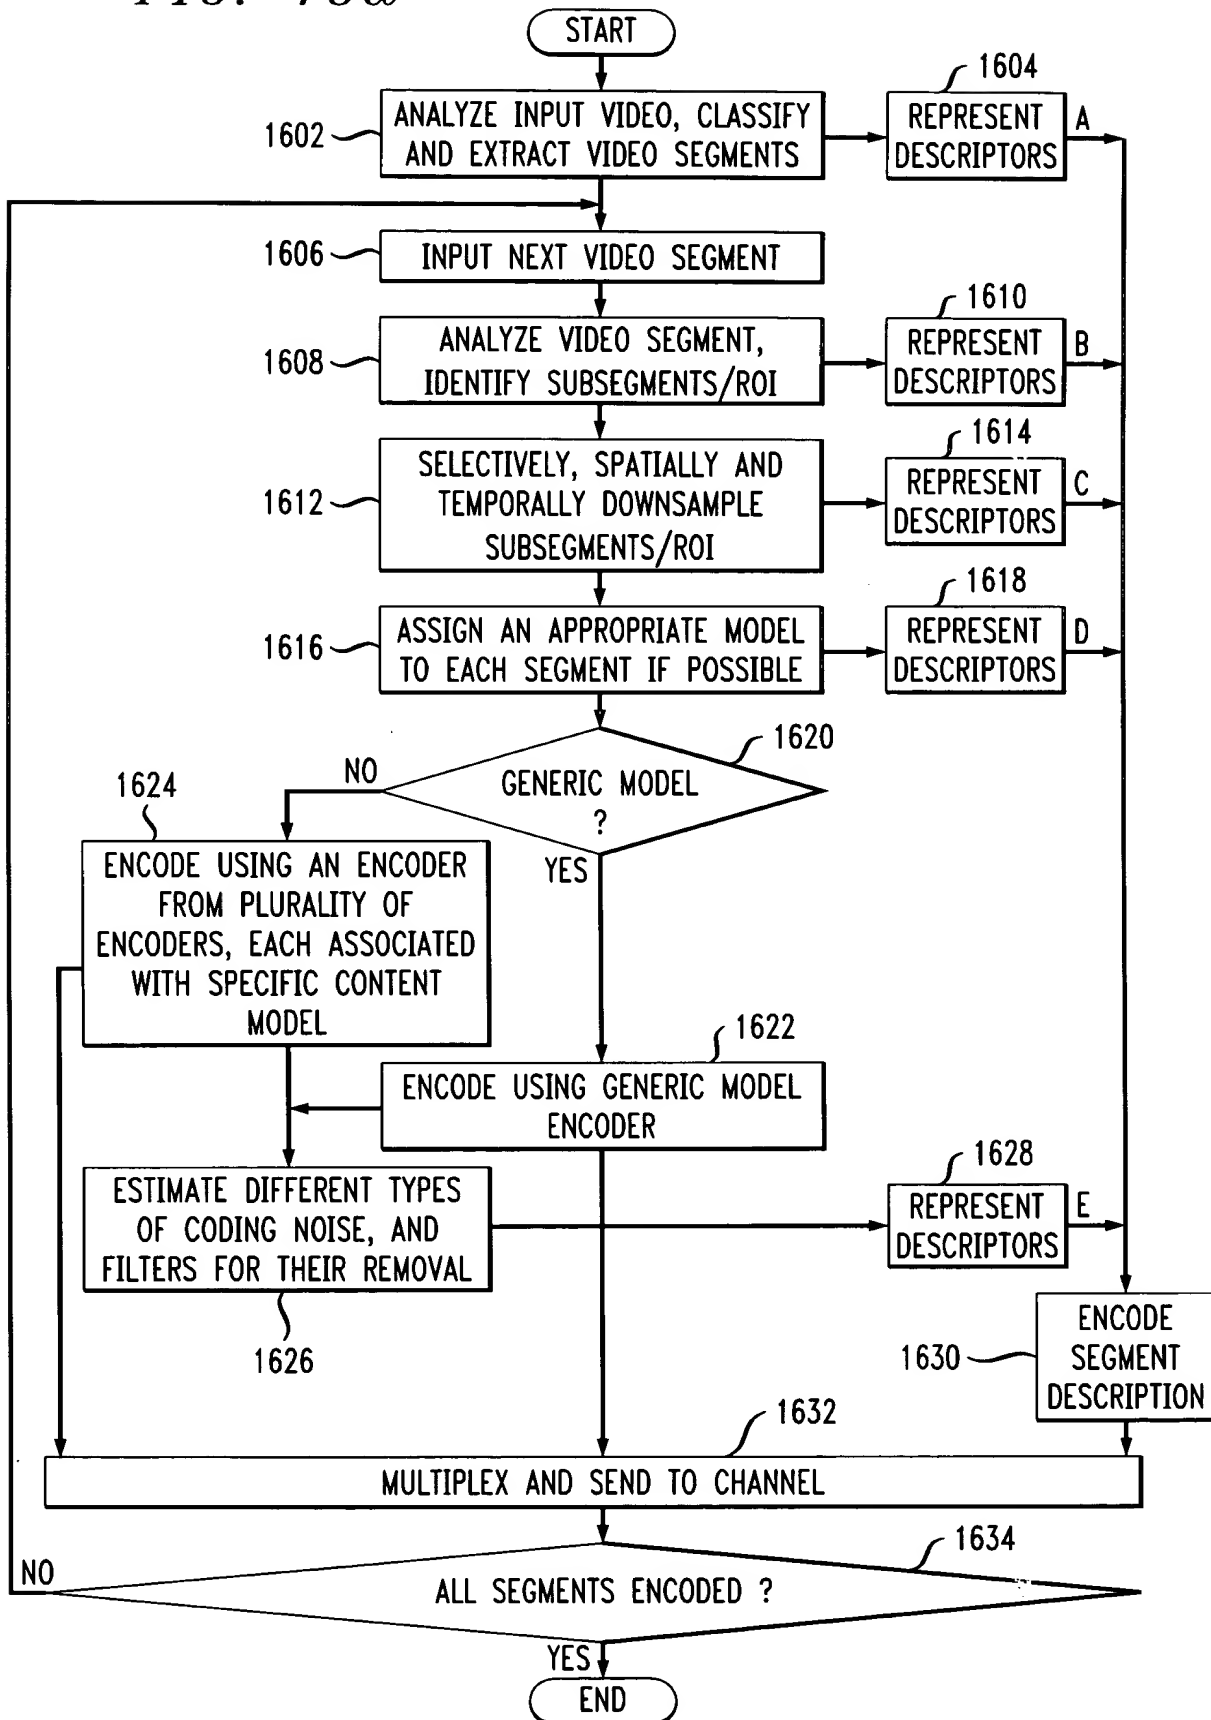 START
1604
1602
ANALYZE INPUT VIDEO, CLASSIFY
AND EXTRACT VIDEO SEGMENTS
REPRESENT
DESCRIPTORS
A
1606
INPUT NEXT VIDEO SEGMENT
1610
1608
ANALYZE VIDEO SEGMENT,
IDENTIFY SUBSEGMENTS/ROI
REPRESENT
DESCRIPTORS
B
1614
1612
SELECTIVELY, SPATIALLY AND
TEMPORALLY DOWNSAMPLE
SUBSEGMENTS/ROI
REPRESENT
DESCRIPTORS
C
1618
1616
ASSIGN AN APPROPRIATE MODEL
TO EACH SEGMENT IF POSSIBLE
REPRESENT
DESCRIPTORS
D
1620
GENERIC MODEL
?
NO
YES
1624
ENCODE USING AN ENCODER
FROM PLURALITY OF
ENCODERS, EACH ASSOCIATED
WITH SPECIFIC CONTENT
MODEL
1622
ENCODE USING GENERIC MODEL
ENCODER
ESTIMATE DIFFERENT TYPES
OF CODING NOISE, AND
FILTERS FOR THEIR REMOVAL
1626
1628
REPRESENT
DESCRIPTORS
E
1630
ENCODE
SEGMENT
DESCRIPTION
1632
MULTIPLEX AND SEND TO CHANNEL
1634
NO
ALL SEGMENTS ENCODED ?
YES
END